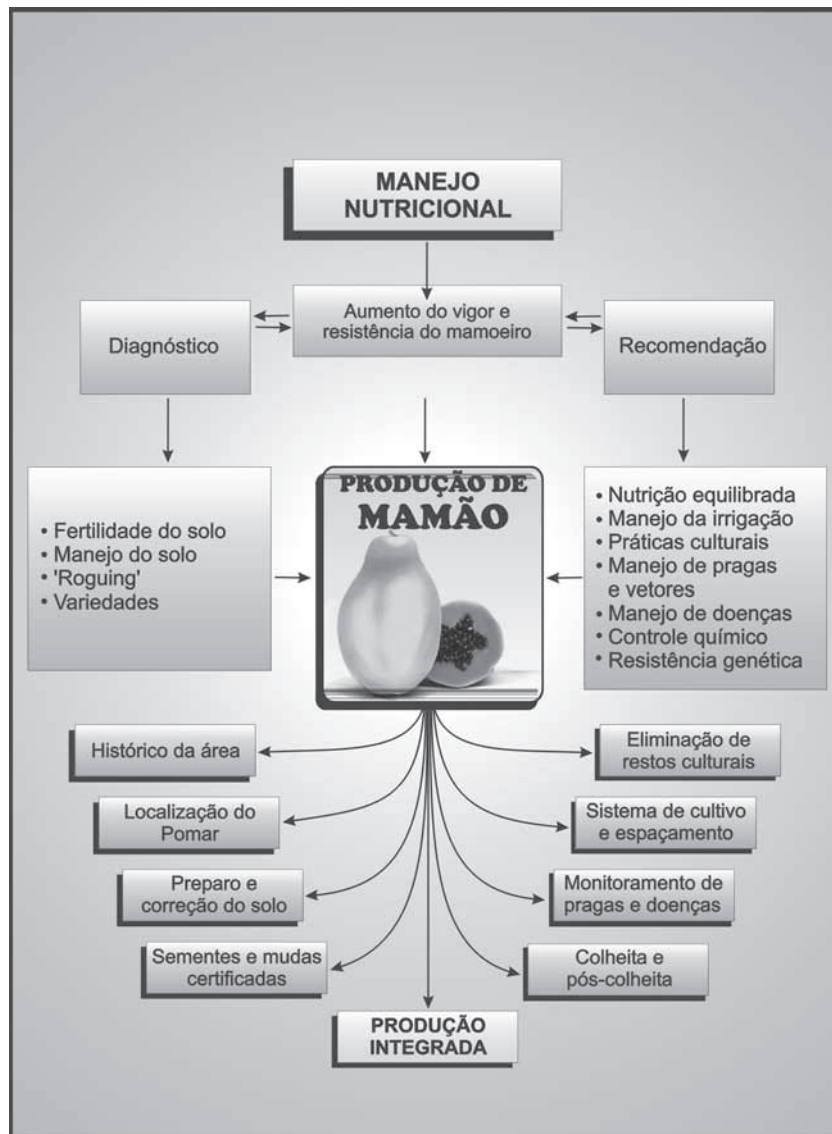 MANEJO
NUTRICIONAL
Aumento do vigor e
resistência do mamoeiro
Diagnóstico
Recomendação
• Fertilidade do solo
• Manejo do solo
• 'Roguing'
• Variedades
PRODUÇÃO DE
MAMÃO
• Nutrição equilibrada
• Manejo da irrigação
• Práticas culturais
• Manejo de pragas
e vetores
• Manejo de doenças
• Controle químico
• Resistência genética
Histórico da área
Localização do
Pomar
Preparo e
correção do solo
Sementes e mudas
certificadas
Eliminação de
restos culturais
Sistema de cultivo
e espaçamento
Monitoramento de
pragas e doenças
Colheita e
pós-colheita
PRODUÇÃO
INTEGRADA